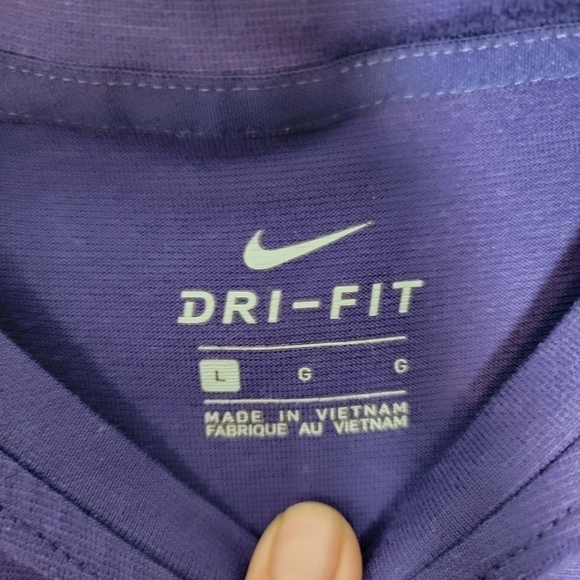 DRI-FIT
L G G
MADE IN VIETNAM
FABRIQUE AU VIETNAM